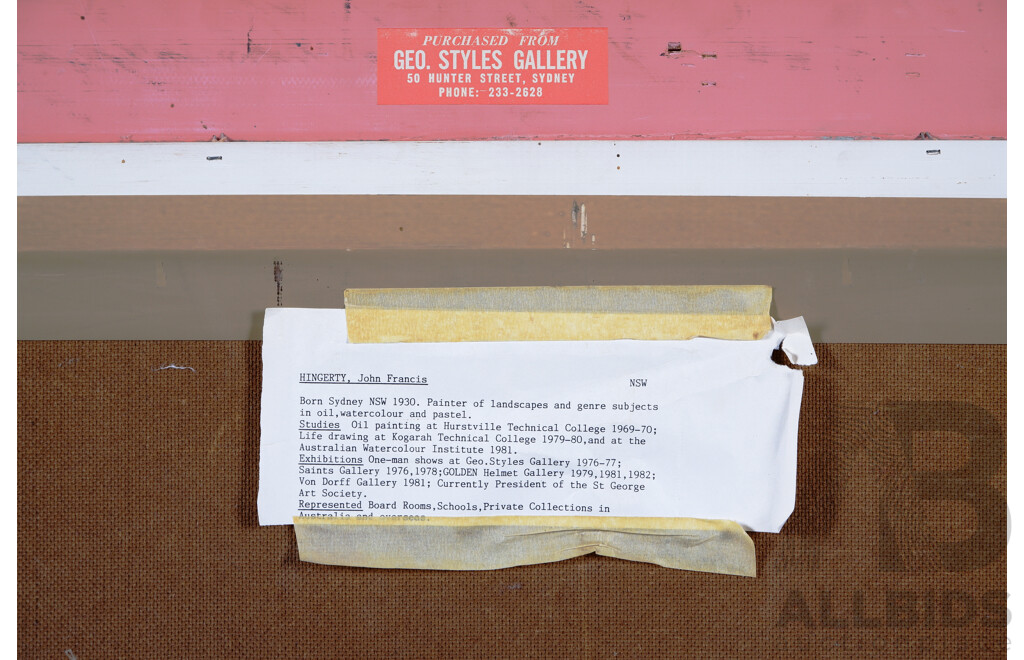 PURCHASED FROM
GEO. STYLES GALLERY
50 HUNTER STREET, SYDNEY
PHONE: 233-2628
HINGERTY, John Francis NSW
Born Sydney NSW 1930. Painter of landscapes and genre subjects
in oil,watercolour and pastel.
Studies Oil painting at Hurstville Technical College 1969-70;
Life drawing at Kogarah Technical College 1979-80,and at the
Australian Watercolour Institute 1981.
Exhibitions One-man shows at Geo.Styles Gallery 1976-77;
Saints Gallery 1976,1978;GOLDEN Helmet Gallery 1979,1981,1982;
Von Dorff Gallery 1981; Currently President of the St George
Art Society.
Represented Board Rooms,Schools,Private Collections in
Australia and overseas.
ALLBIDS